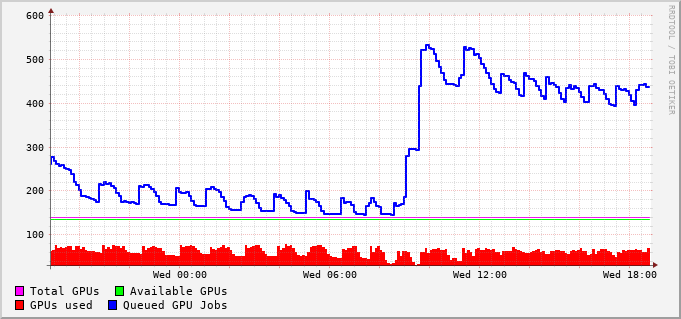 600
500
400
300
200
100
Wed 00:00 Wed 06:00 Wed 12:00 Wed 18:00
Total GPUs Available GPUs
GPUs used Queued GPU Jobs
RRDTOOL / TOBI OETIKER